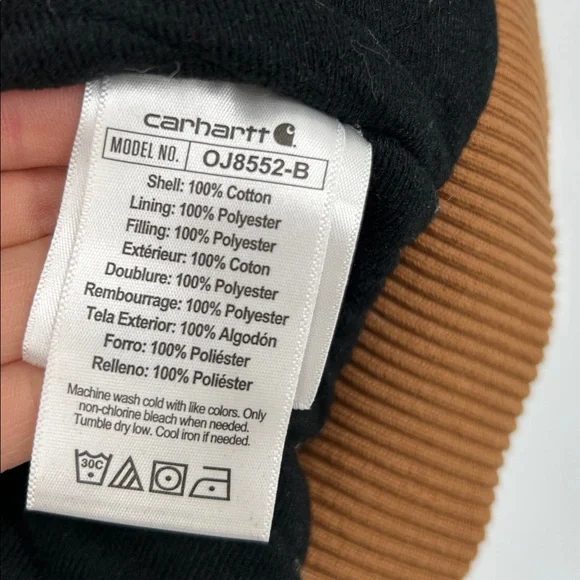 carhartt
MODEL NO. OJ8552-B
Shell: 100% Cotton
Lining: 100% Polyester
Filling: 100% Polyester
Extérieur: 100% Coton
Doublure: 100% Polyester
Rembourrage: 100% Polyester
Tela Exterior: 100% Algodón
Forro: 100% Poliéster
Relleno: 100% Poliéster
Machine wash cold with like colors. Only
non-chlorine bleach when needed.
Tumble dry low. Cool iron if needed.
30C